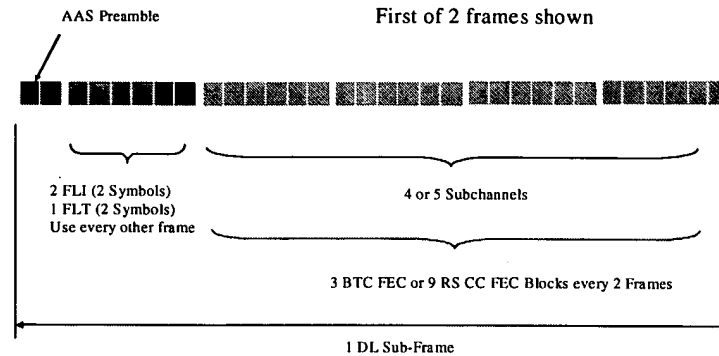 AAS Preamble
First of 2 frames shown
2 FLI (2 Symbols)
1 FLT (2 Symbols)
Use every other frame
4 or 5 Subchannels
3 BTC FEC or 9 RS CC FEC Blocks every 2 Frames
1 DL Sub-Frame